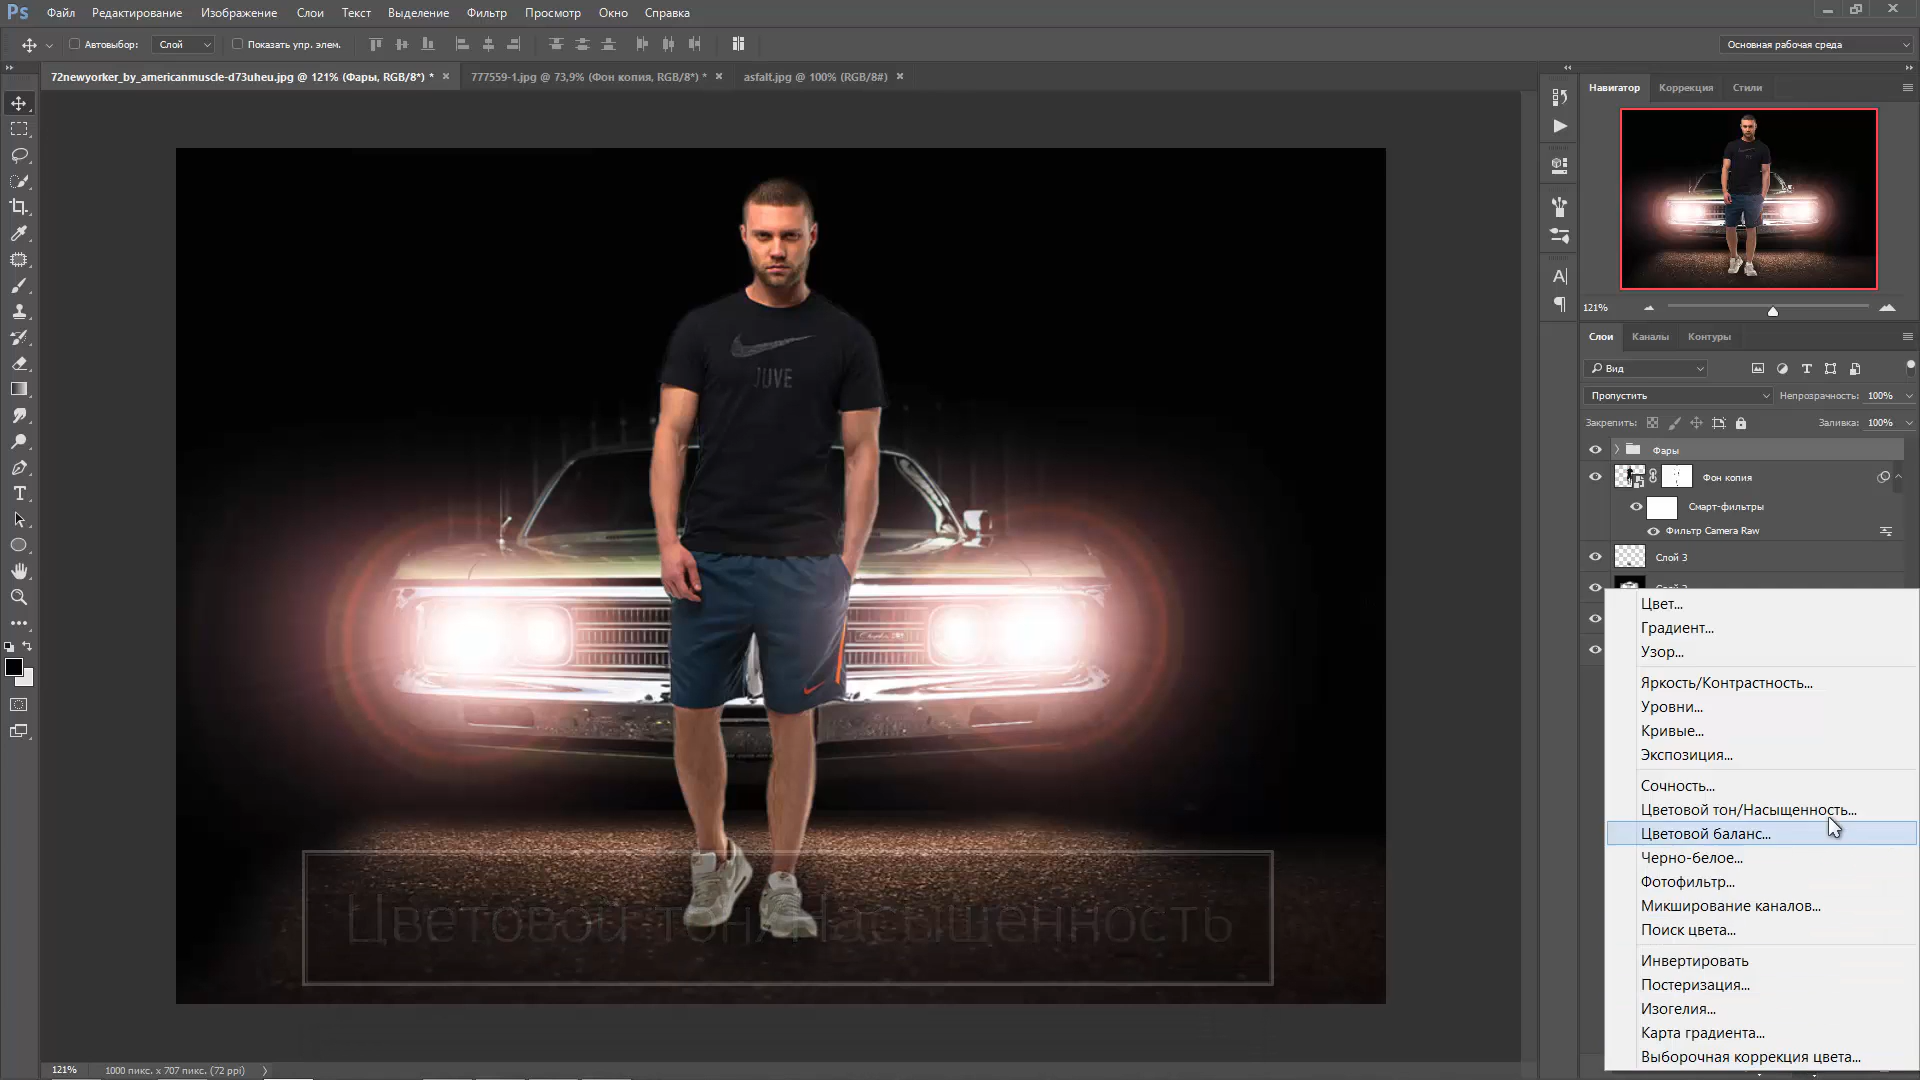 Ps Файл Редактирование Изображение Слои Текст Выделение Фильтр Просмотр Окно Справка
Автовыбор: Слой Показать упр. элем. Основная рабочая среда
72newyorker_by_americanmuscle-d73uheu.jpg @ 121% (Фары, RGB/8*) * 777559-1.jpg @ 73,9% (Фон копия, RGB/8*) * asfalt.jpg @ 100% (RGB/8#)
Навигатор Коррекция Стили
121%
Слои Каналы Контуры
Вид
Пропустить Непрозрачность: 100%
Закрепить: Заливка: 100%
Фары
Фон копия
Смарт-фильтры
Фильтр Camera Raw
Слой 3
JUVE
Цвет...
Градиент...
Узор...
Яркость/Контрастность...
Уровни...
Кривые...
Экспозиция...
Сочность...
Цветовой тон/Насыщенность...
Цветовой баланс...
Черно-белое...
Фотофильтр...
Микширование каналов...
Поиск цвета...
Инвертировать
Постеризация...
Изогелия...
Карта градиента...
Выборочная коррекция цвета...
Цветовой тон/Насыщенность
121% 1000 пикс. x 707 пикс. (72 ppi)